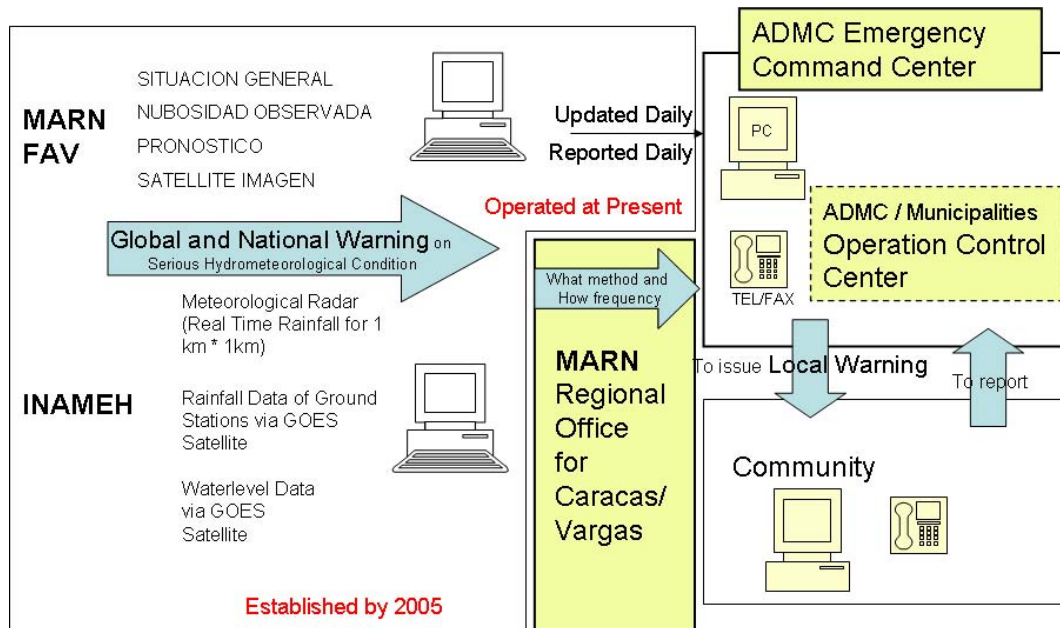 MARN
FAV
SITUACION GENERAL
NUBOSIDAD OBSERVADA
PRONOSTICO
SATELLITE IMAGEN
Updated Daily
Reported Daily
Operated at Present
Global and National Warning on
Serious Hydrometeorological Condition
Meteorological Radar
(Real Time Rainfall for 1
km * 1km)
INAMEH
Rainfall Data of Ground
Stations via GOES
Satellite
Waterlevel Data
via GOES
Satellite
Established by 2005
What method and
How frequency
MARN
Regional
Office
for
Caracas/
Vargas
ADMC Emergency
Command Center
PC
ADMC / Municipalities
Operation Control
Center
TEL/FAX
To issue Local Warning
To report
Community